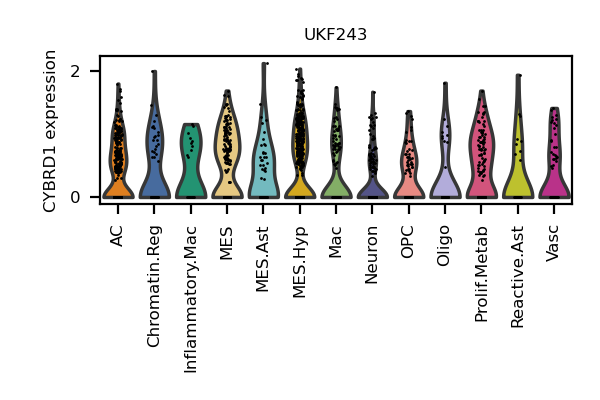 UKF243
CYBRD1 expression
2
0
AC
Chromatin.Reg
Inflammatory.Mac
MES
MES.Ast
MES.Hyp
Mac
Neuron
OPC
Oligo
Prolif.Metab
Reactive.Ast
Vasc